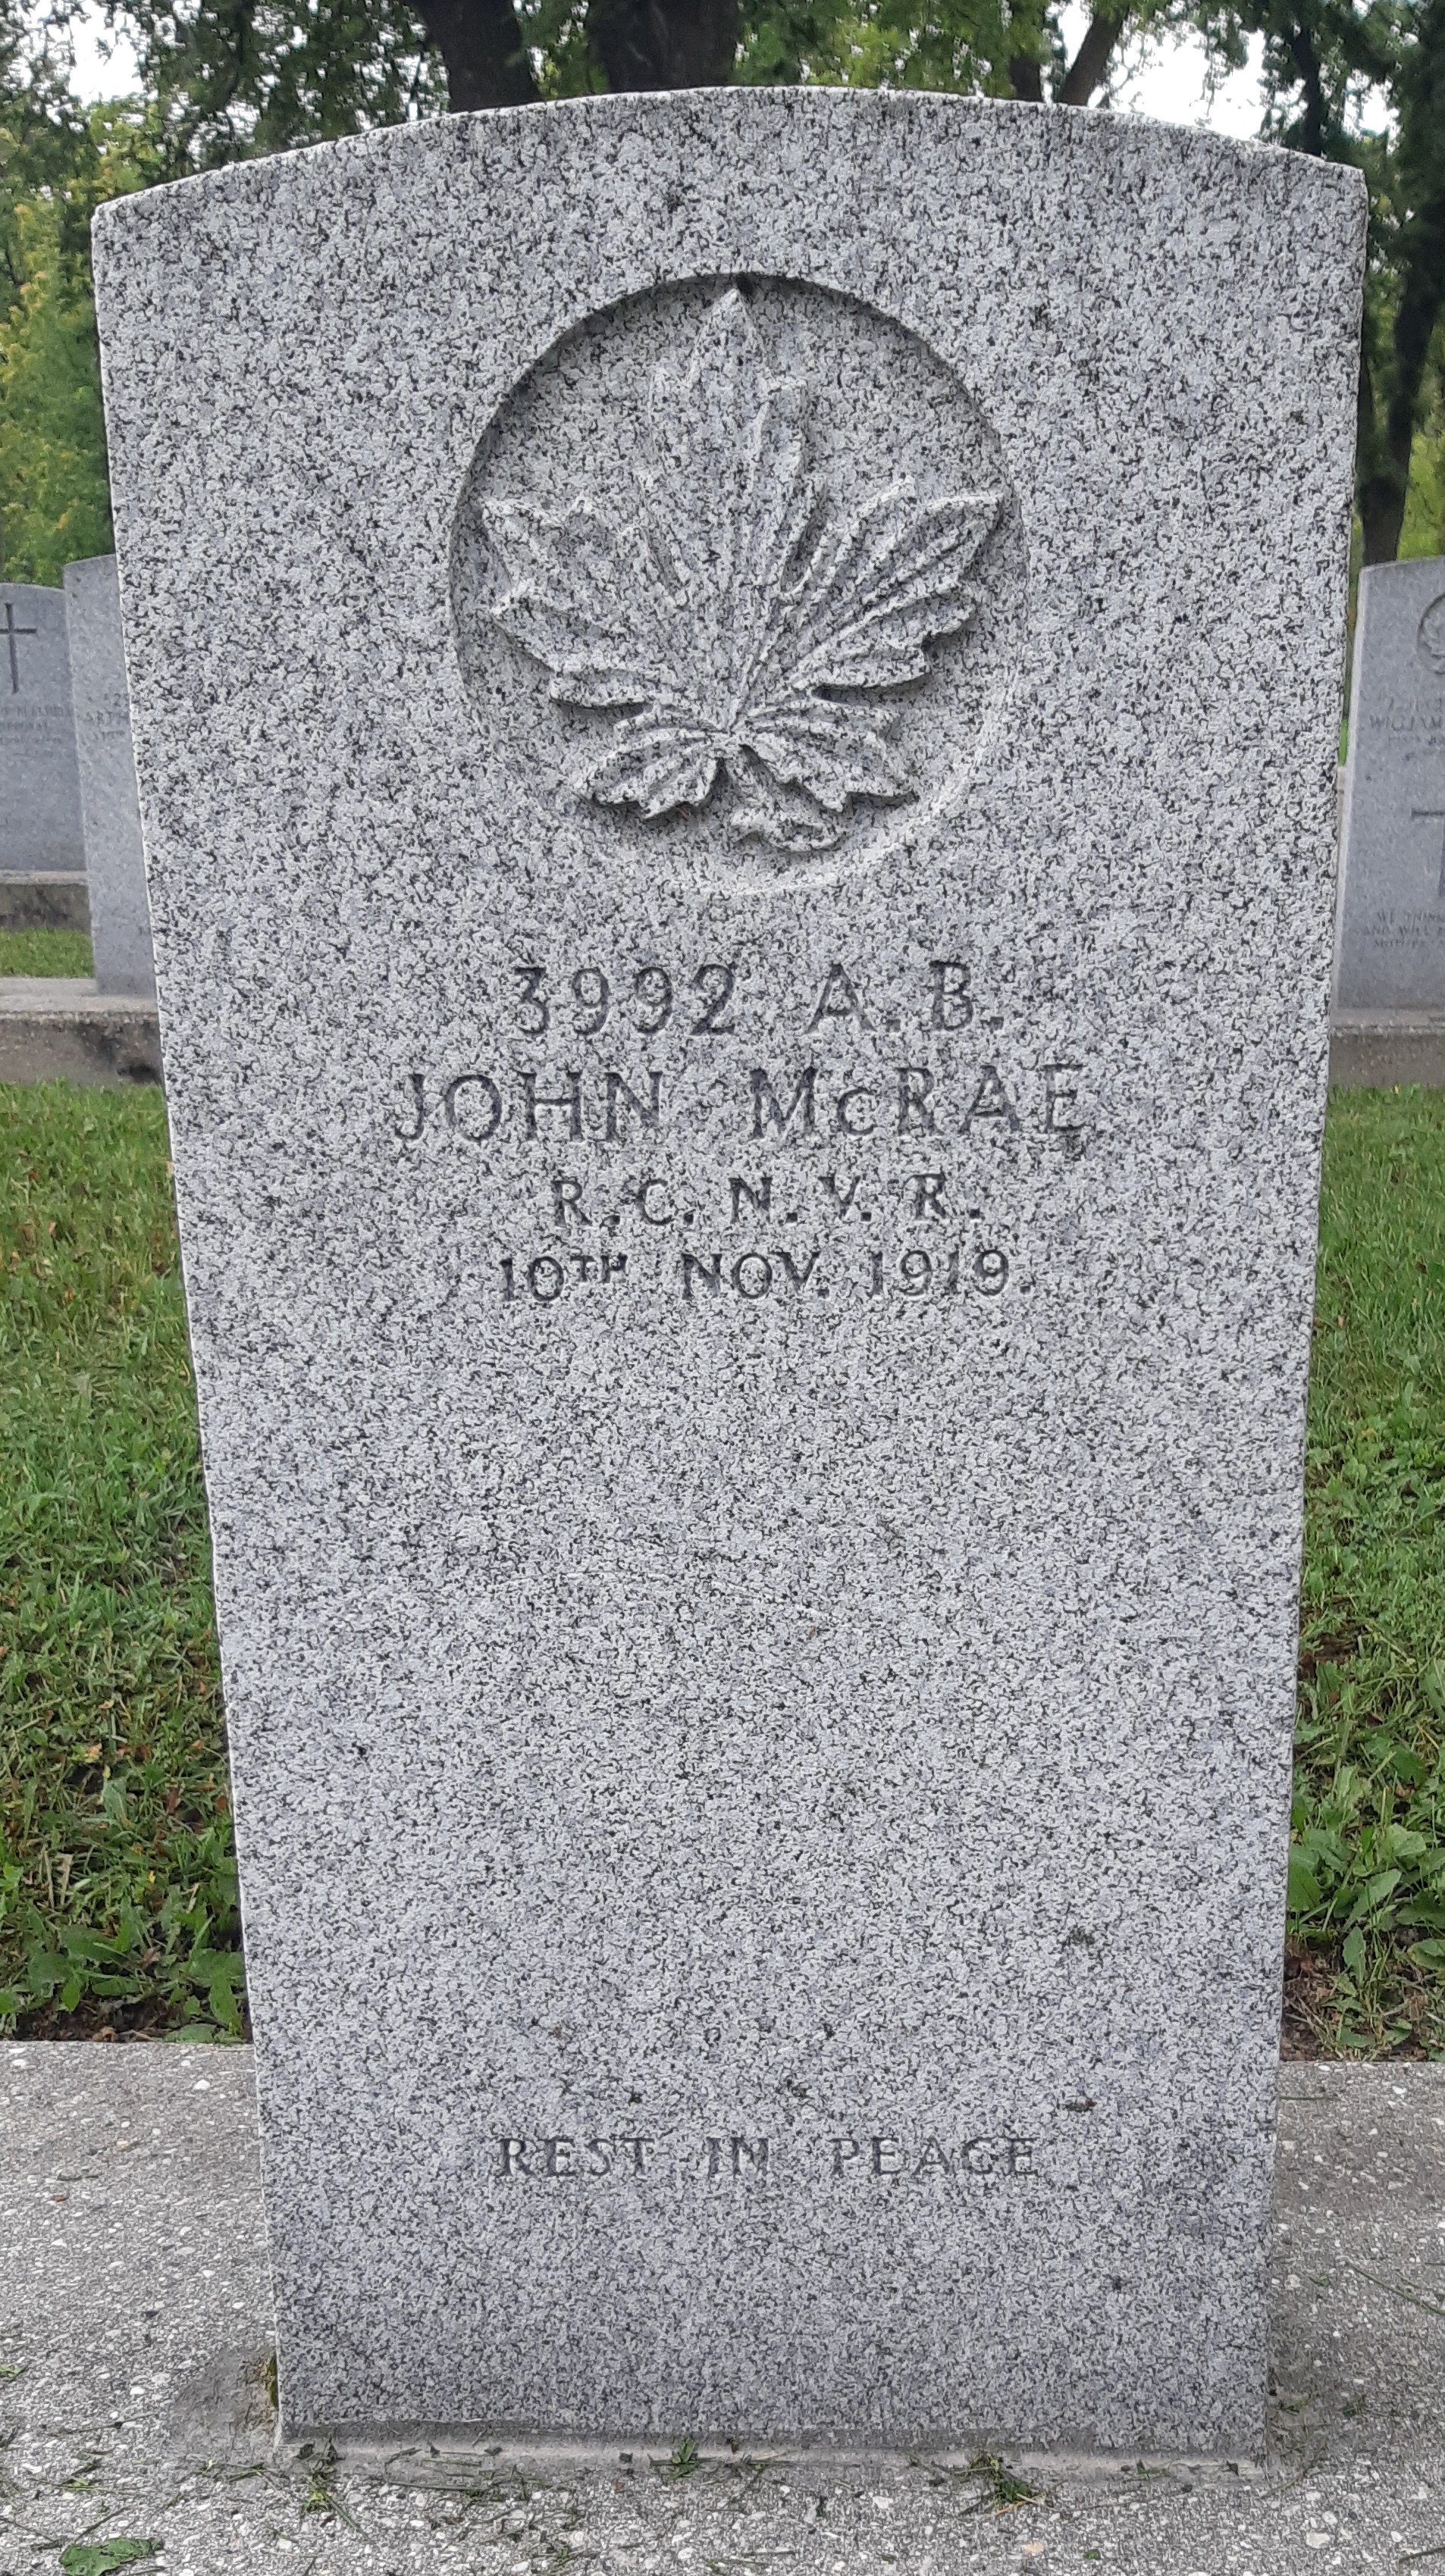 3992 A.B.
JOHN McRAE
R.C.N.V.R.
10TH NOV. 1919
REST IN PEACE